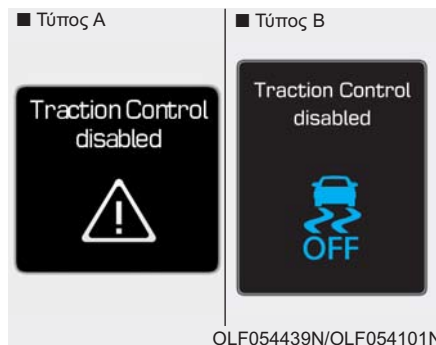 ■ Τύπος A
Traction Control
disabled
■ Τύπος B
Traction Control
disabled
OFF
OLF054439N/OLF054101N